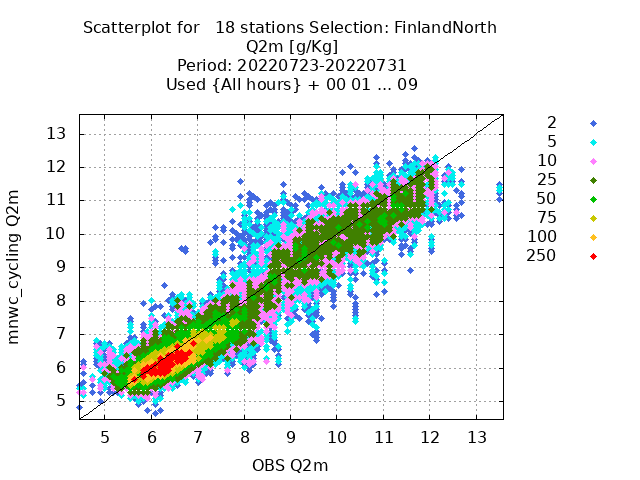 Scatterplot for   18 stations Selection: FinlandNorth
Q2m [g/Kg]
Period: 20220723-20220731
Used {All hours} + 00 01 ... 09
mnwc_cycling Q2m
13
12
11
10
9
8
7
6
5
5 6 7 8 9 10 11 12 13
OBS Q2m
2
5
10
25
50
75
100
250